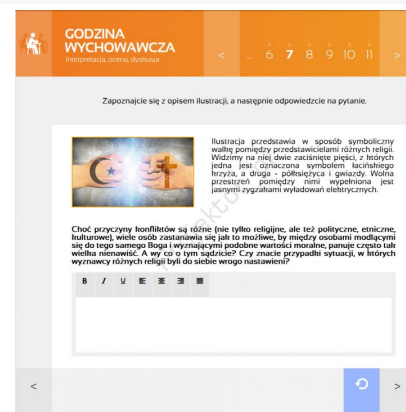 GODZINA
WYCHOWAWCZA
Interpretacja, ocena, dyskusja
< ... 6 7 8 9 10 11 >
Zapoznajcie się z opisem ilustracji, a następnie odpowiedzcie na pytanie.
Ilustracja przedstawia w sposób symboliczny
walkę pomiędzy przedstawicielami różnych religii.
Widzimy na niej dwie zaciśnięte pięści, z których
jedna jest oznaczona symbolem łacińskiego
krzyża, a druga - półksiężyca i gwiazdy. Wolna
przestrzeń pomiędzy nimi wypełniona jest
jasnymi zygzakami wyładowań elektrycznych.
Choć przyczyny konfliktów są różne (nie tylko religijne, ale też polityczne, etniczne,
kulturowe), wiele osób zastanawia się jak to możliwe, by między osobami modlącymi
się do tego samego Boga i wyznającymi podobne wartości moralne, panuje często tak
wielka nienawiść. A wy co o tym sądzicie? Czy znacie przypadki sytuacji, w których
wyznawcy różnych religii byli do siebie wrogo nastawieni?
B I U
< >